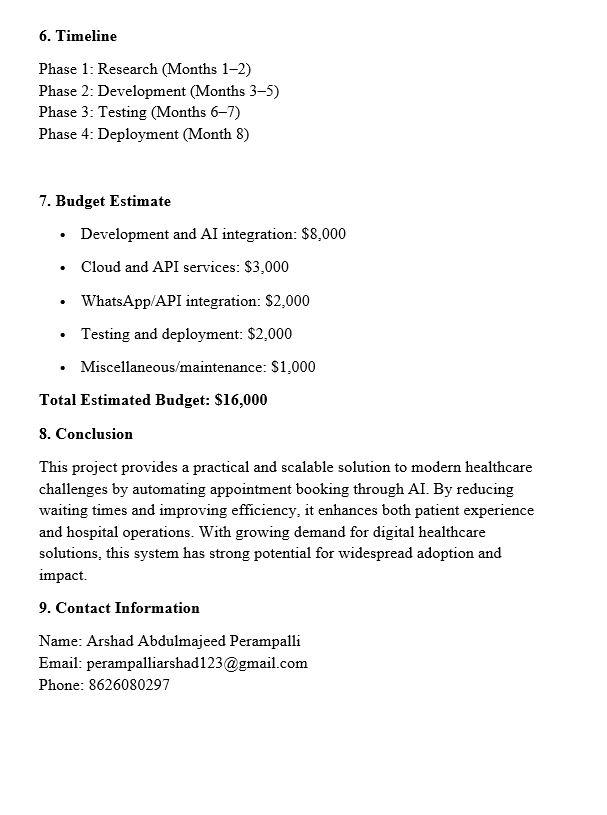 6. Timeline
Phase 1: Research (Months 1–2)
Phase 2: Development (Months 3–5)
Phase 3: Testing (Months 6–7)
Phase 4: Deployment (Month 8)
7. Budget Estimate
• Development and AI integration: $8,000
• Cloud and API services: $3,000
• WhatsApp/API integration: $2,000
• Testing and deployment: $2,000
• Miscellaneous/maintenance: $1,000
Total Estimated Budget: $16,000
8. Conclusion
This project provides a practical and scalable solution to modern healthcare
challenges by automating appointment booking through AI. By reducing
waiting times and improving efficiency, it enhances both patient experience
and hospital operations. With growing demand for digital healthcare
solutions, this system has strong potential for widespread adoption and
impact.
9. Contact Information
Name: Arshad Abdulmajeed Perampalli
Email: perampalliarshad123@gmail.com
Phone: 8626080297